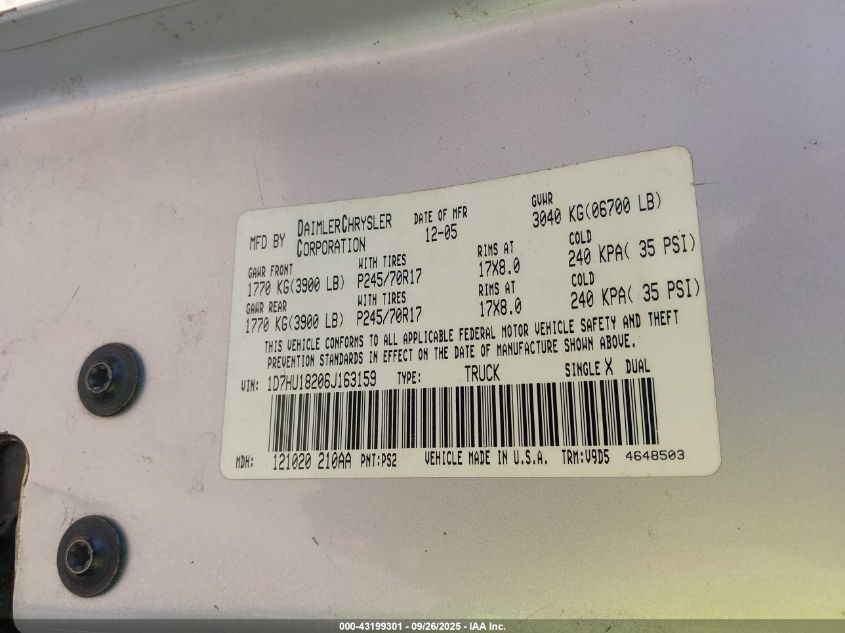 MFD BY DAIMLERCHRYSLER CORPORATION DATE OF MFR 12-05 GVWR 3040 KG(06700 LB)
GAWR FRONT WITH TIRES RIMS AT COLD
1770 KG(3900 LB) P245/70R17 17X8.0 240 KPA( 35 PSI)
GAWR REAR WITH TIRES RIMS AT COLD
1770 KG(3900 LB) P245/70R17 17X8.0 240 KPA( 35 PSI)
THIS VEHICLE CONFORMS TO ALL APPLICABLE FEDERAL MOTOR VEHICLE SAFETY AND THEFT
PREVENTION STANDARDS IN EFFECT ON THE DATE OF MANUFACTURE SHOWN ABOVE.
VIN: 1D7HU18206J163159 TYPE: TRUCK SINGLE X DUAL
MDH: 121020 210AA PNT:PS2 VEHICLE MADE IN U.S.A. TRM:V9D5 4648503
000-43199301 - 09/26/2025 - IAA Inc.